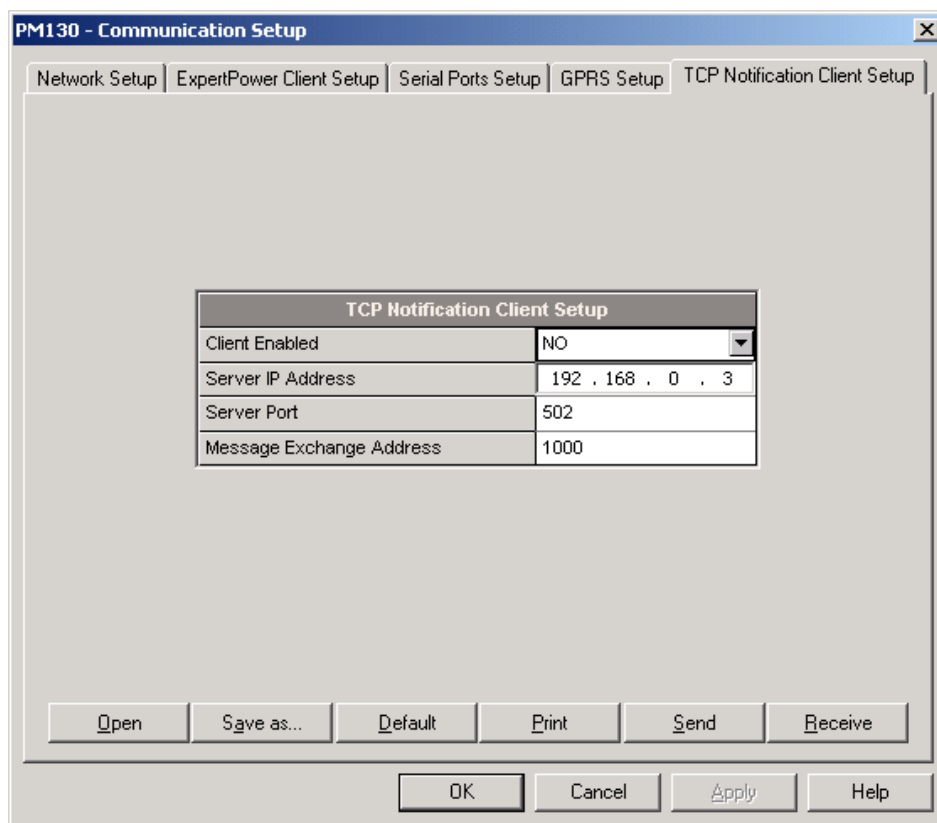 PM130 - Communication Setup
Network Setup ExpertPower Client Setup Serial Ports Setup GPRS Setup TCP Notification Client Setup
TCP Notification Client Setup
Client Enabled NO
Server IP Address 192 . 168 . 0 . 3
Server Port 502
Message Exchange Address 1000
Open Save as... Default Print Send Receive
OK Cancel Apply Help